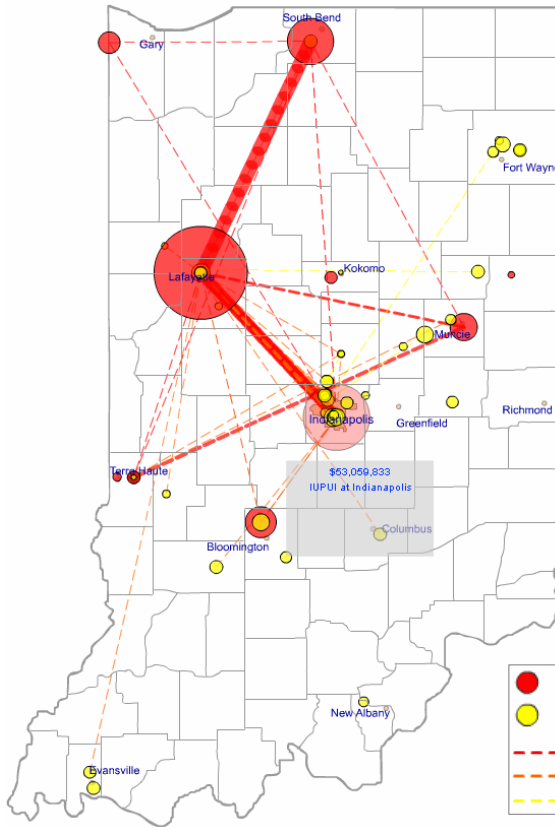 South Bend
Gary
Fort Wayne
Lafayette
Kokomo
Muncie
Indianapolis
Greenfield
Richmond
Terre Haute
$53,059,833
IUPUI at Indianapolis
Columbus
Bloomington
New Albany
Evansville